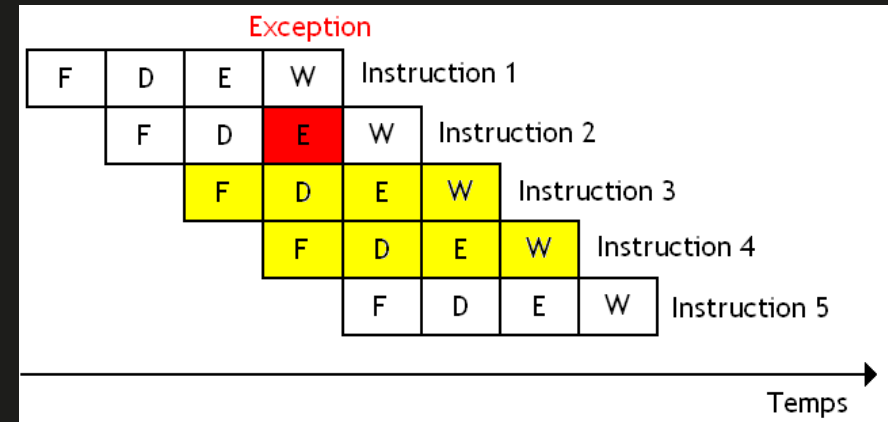 Exception
F D E W Instruction 1
F D E W Instruction 2
F D E W Instruction 3
F D E W Instruction 4
F D E W Instruction 5
Temps